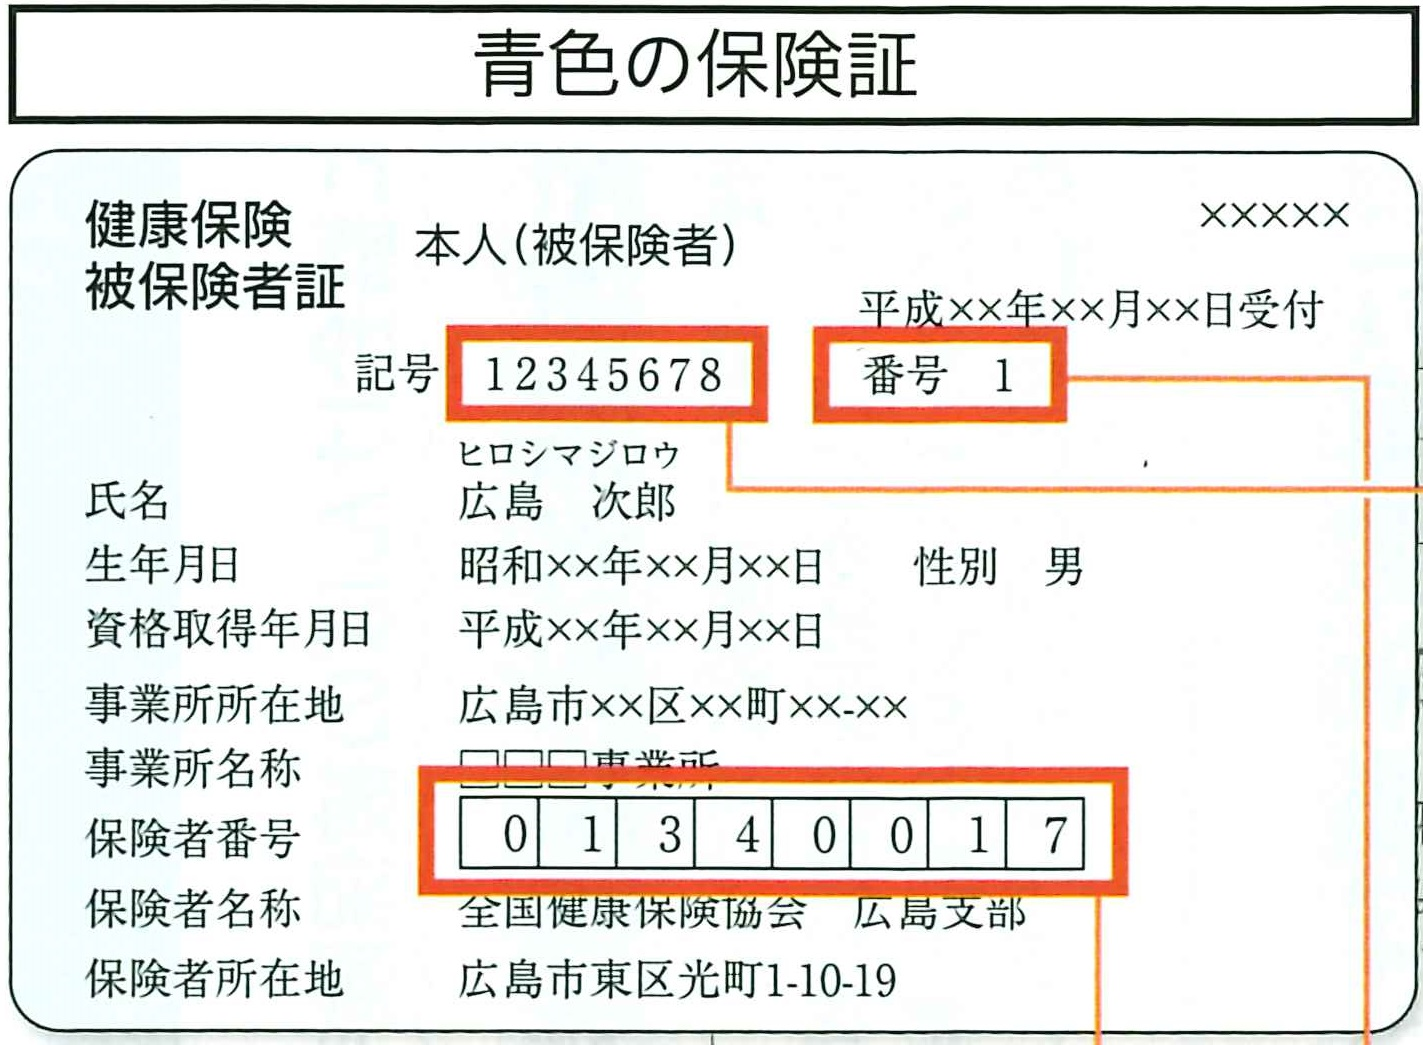 青色の保険証
健康保険
被保険者証
本人(被保険者)
×××××
平成××年××月××日受付
記号 12345678 番号 1
ヒロシマジロウ
氏名 広島 次郎
生年月日 昭和××年××月××日 性別 男
資格取得年月日 平成××年××月××日
事業所所在地 広島市××区××町××-××
事業所名称 □□□事業所
保険者番号 0 1 3 4 0 0 1 7
保険者名称 全国健康保険協会 広島支部
保険者所在地 広島市東区光町1-10-19